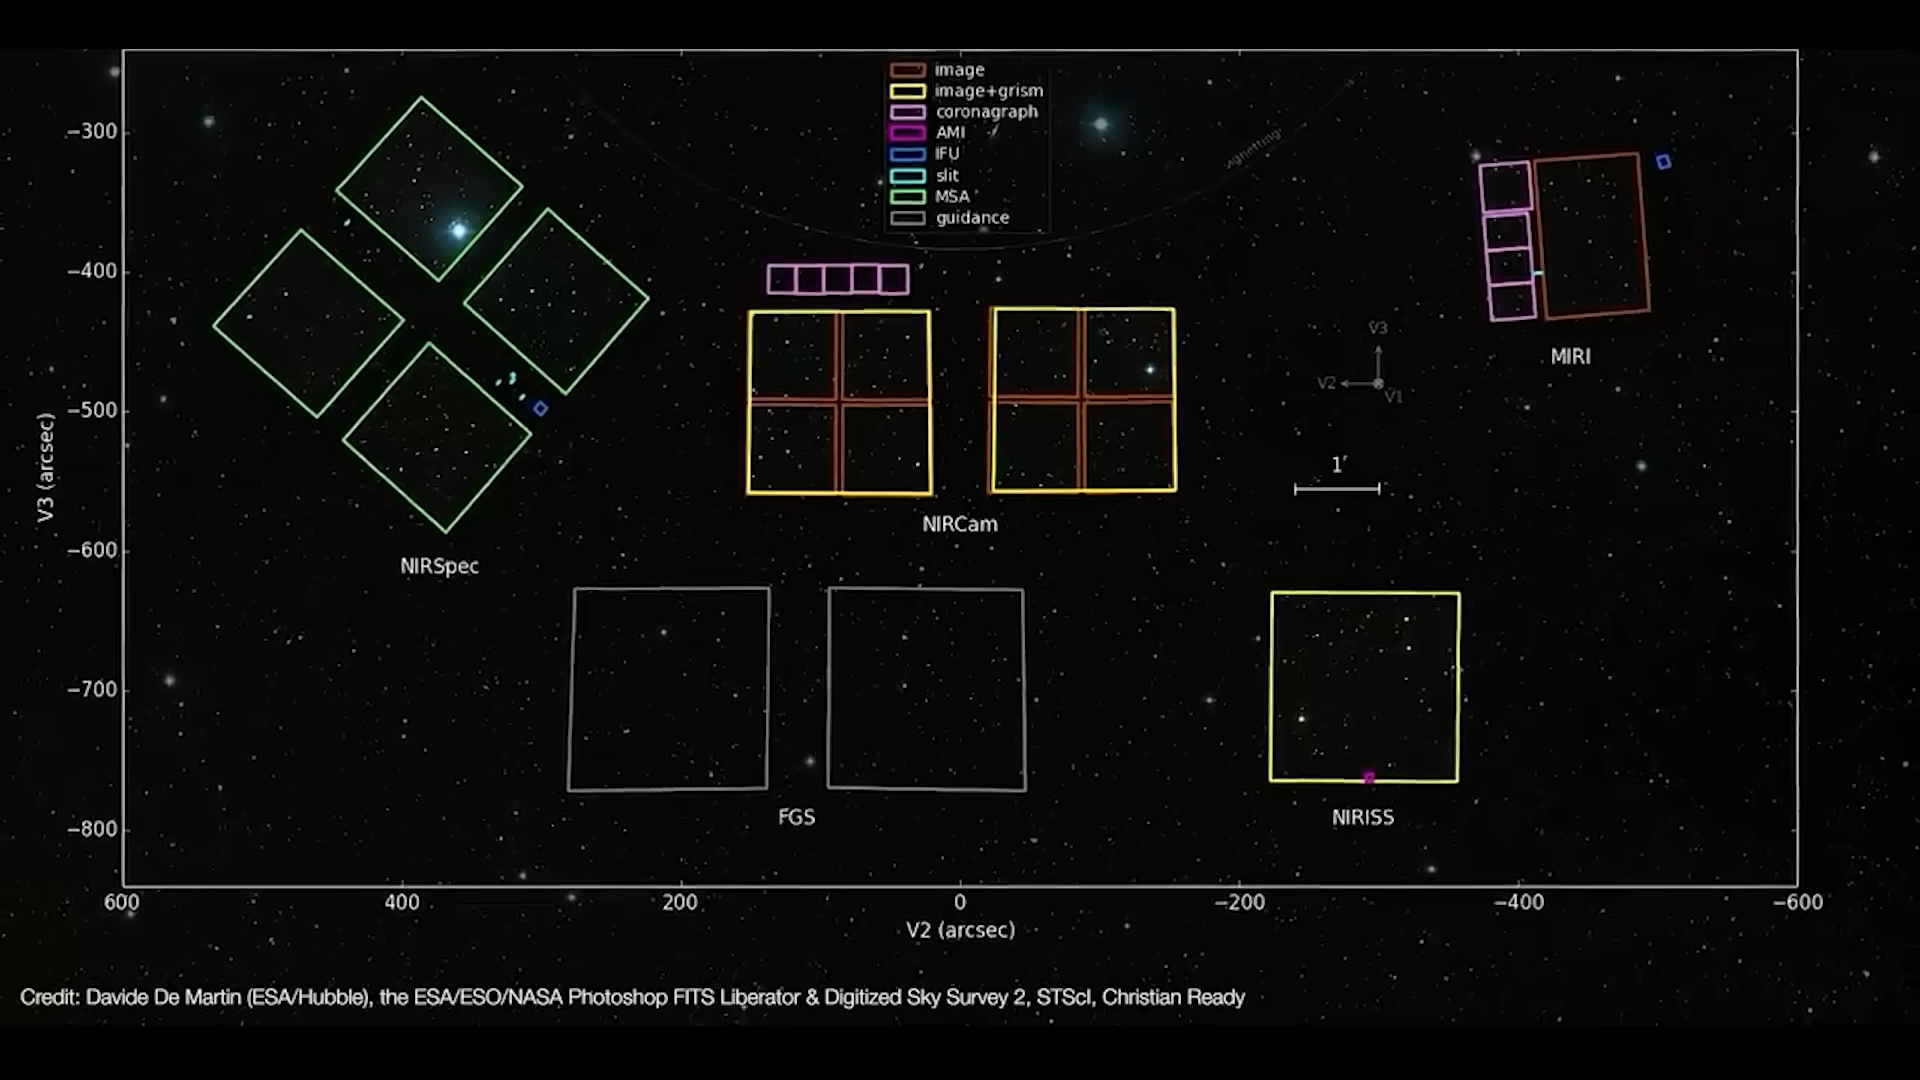 image
image+grism
coronagraph
AMI
IFU
slit
MSA
guidance
vignetting
−300
−400
−500
−600
−700
−800
V3 (arcsec)
MIRI
V3
V2
V1
1′
NIRCam
NIRSpec
FGS
NIRISS
600
400
200
0
−200
−400
−600
V2 (arcsec)
Credit: Davide De Martin (ESA/Hubble), the ESA/ESO/NASA Photoshop FITS Liberator & Digitized Sky Survey 2, STScI, Christian Ready